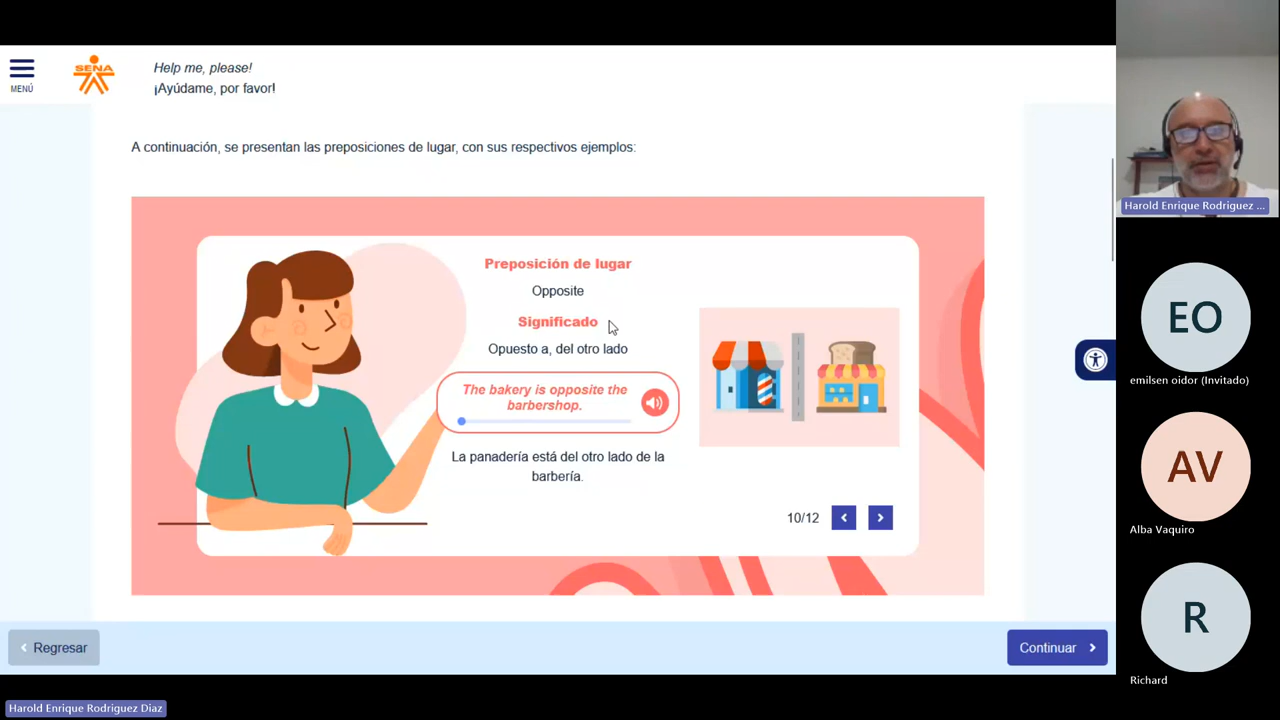 MENÚ
SENA
Help me, please!
¡Ayúdame, por favor!
A continuación, se presentan las preposiciones de lugar, con sus respectivos ejemplos:
Preposición de lugar
Opposite
Significado
Opuesto a, del otro lado
The bakery is opposite the
barbershop.
La panadería está del otro lado de la
barbería.
10/12
Regresar
Continuar
Harold Enrique Rodriguez Diaz
Harold Enrique Rodriguez ...
EO
emilsen oidor (Invitado)
AV
Alba Vaquiro
R
Richard